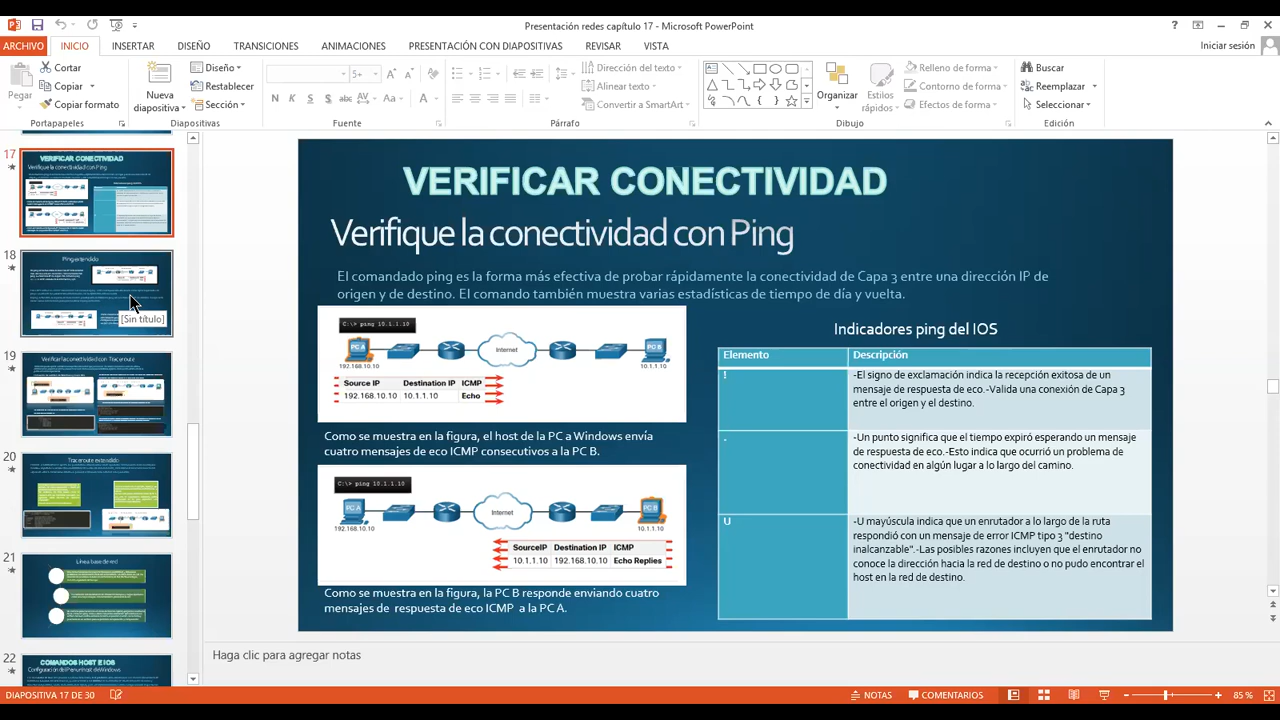 Presentación redes capítulo 17 - Microsoft PowerPoint
ARCHIVO INICIO INSERTAR DISEÑO TRANSICIONES ANIMACIONES PRESENTACIÓN CON DIAPOSITIVAS REVISAR VISTA Iniciar sesión
Pegar
Cortar
Copiar
Copiar formato
Portapapeles
Nueva
diapositiva
Diseño
Restablecer
Sección
Diapositivas
5+
N K S S abc AV Aa A
Fuente
Dirección del texto
Alinear texto
Convertir a SmartArt
Párrafo
Organizar
Estilos
rápidos
Relleno de forma
Contorno de forma
Efectos de forma
Dibujo
Buscar
Reemplazar
Seleccionar
Edición
17
VERIFICAR CONECTIVIDAD
Verifique la conectividad con Ping
18
Ping extendido
[Sin título]
19
Verificar la conectividad con Traceroute
20
Traceroute extendido
21
Línea base de red
22
COMANDOS HOST E IOS
Configuración de IP en un host de Windows
VERIFICAR CONECTIVIDAD
Verifique la conectividad con Ping
El comandado ping es la forma más efectiva de probar rápidamente la conectividad de Capa 3 entre una dirección IP de
origen y de destino. El comando también muestra varias estadísticas de tiempo de día y vuelta.
C:\> ping 10.1.1.10
PC A
Internet
PC B
192.168.10.10
10.1.1.10
Source IP Destination IP ICMP
192.168.10.10 10.1.1.10 Echo
Como se muestra en la figura, el host de la PC a Windows envía
cuatro mensajes de eco ICMP consecutivos a la PC B.
C:\> ping 10.1.1.10
PC A
Internet
PC B
192.168.10.10
10.1.1.10
SourceIP Destination IP ICMP
10.1.1.10 192.168.10.10 Echo Replies
Como se muestra en la figura, la PC B responde enviando cuatro
mensajes de respuesta de eco ICMP a la PC A.
Indicadores ping del IOS
Elemento Descripción
! -El signo de exclamación indica la recepción exitosa de un
mensaje de respuesta de eco.-Valida una conexión de Capa 3
entre el origen y el destino.
. -Un punto significa que el tiempo expiró esperando un mensaje
de respuesta de eco.-Esto indica que ocurrió un problema de
conectividad en algún lugar a lo largo del camino.
U -U mayúscula indica que un enrutador a lo largo de la ruta
respondió con un mensaje de error ICMP tipo 3 "destino
inalcanzable".-Las posibles razones incluyen que el enrutador no
conoce la dirección hacia la red de destino o no pudo encontrar el
host en la red de destino.
Haga clic para agregar notas
DIAPOSITIVA 17 DE 30 NOTAS COMENTARIOS 85 %